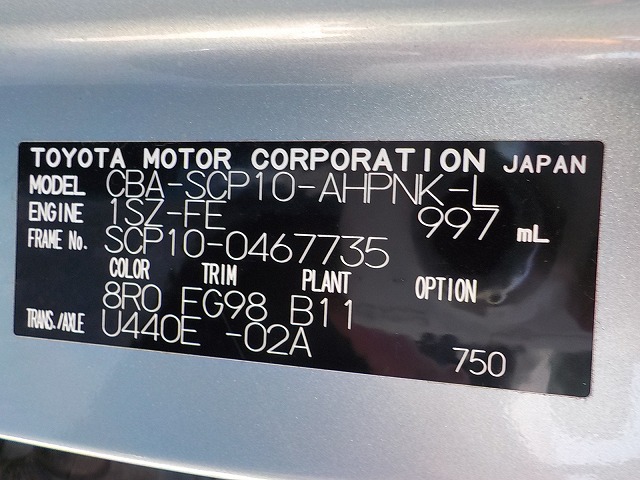 TOYOTA MOTOR CORPORATION JAPAN
MODEL CBA-SCP10-AHPNK-L
ENGINE 1SZ-FE 997 mL
FRAME No. SCP10-0467735
COLOR TRIM PLANT OPTION
8R0 FG98 B11
TRANS./AXLE U440E -02A
750